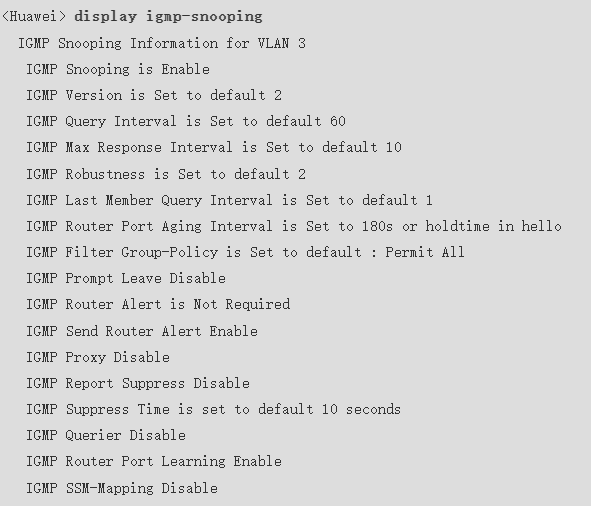 <Huawei> display igmp-snooping
IGMP Snooping Information for VLAN 3
IGMP Snooping is Enable
IGMP Version is Set to default 2
IGMP Query Interval is Set to default 60
IGMP Max Response Interval is Set to default 10
IGMP Robustness is Set to default 2
IGMP Last Member Query Interval is Set to default 1
IGMP Router Port Aging Interval is Set to 180s or holdtime in hello
IGMP Filter Group-Policy is Set to default : Permit All
IGMP Prompt Leave Disable
IGMP Router Alert is Not Required
IGMP Send Router Alert Enable
IGMP Proxy Disable
IGMP Report Suppress Disable
IGMP Suppress Time is set to default 10 seconds
IGMP Querier Disable
IGMP Router Port Learning Enable
IGMP SSM-Mapping Disable